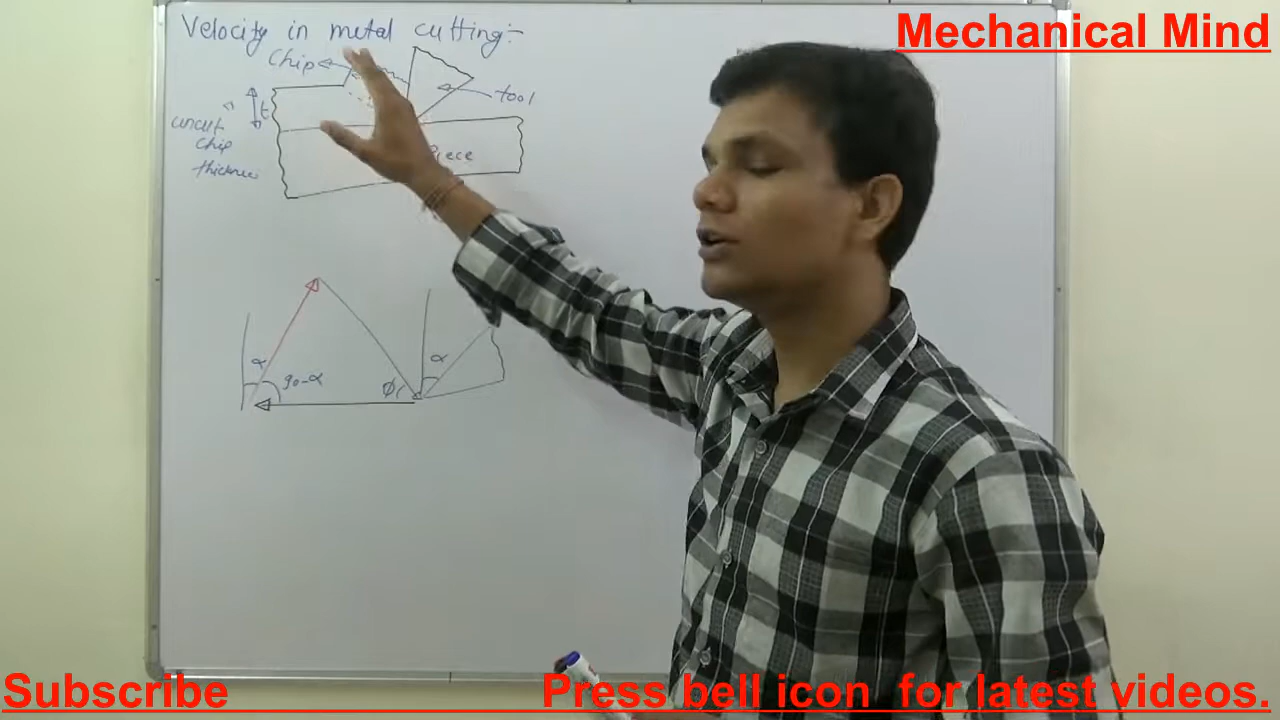 Mechanical Mind
Velocity in metal cutting:-
Chip
tool
t
uncut
chip
thickness
Piece
α
90-α
φ
α
Subscribe
Press bell icon for latest videos.